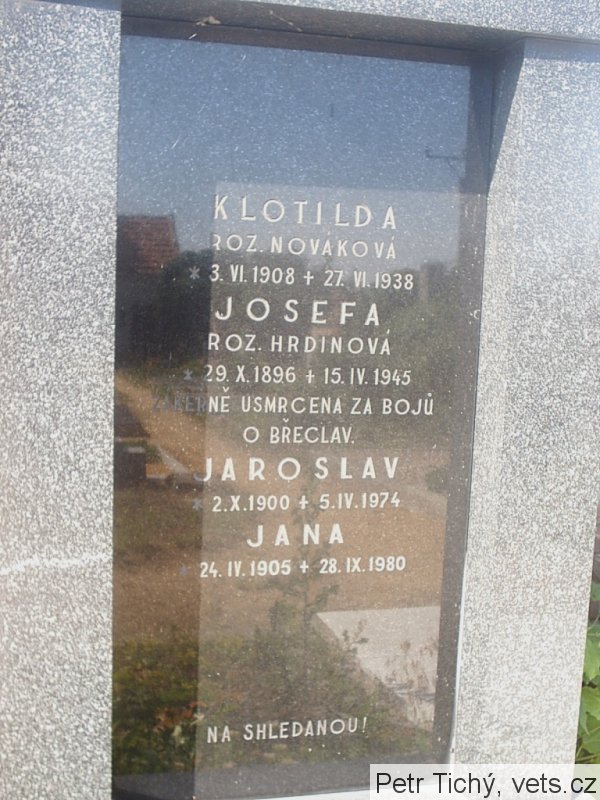 KLOTILDA
ROZ. NOVÁKOVÁ
* 3. VI. 1908 + 27. VI. 1938
JOSEFA
ROZ. HRDINOVÁ
* 29. X. 1896 + 15. IV. 1945
ZÁKEŘNĚ USMRCENA ZA BOJŮ
O BŘECLAV.
JAROSLAV
* 2. X. 1900 + 5. IV. 1974
JANA
* 24. IV. 1905 + 28. IX. 1980
NA SHLEDANOU!
Petr Tichý, vets.cz